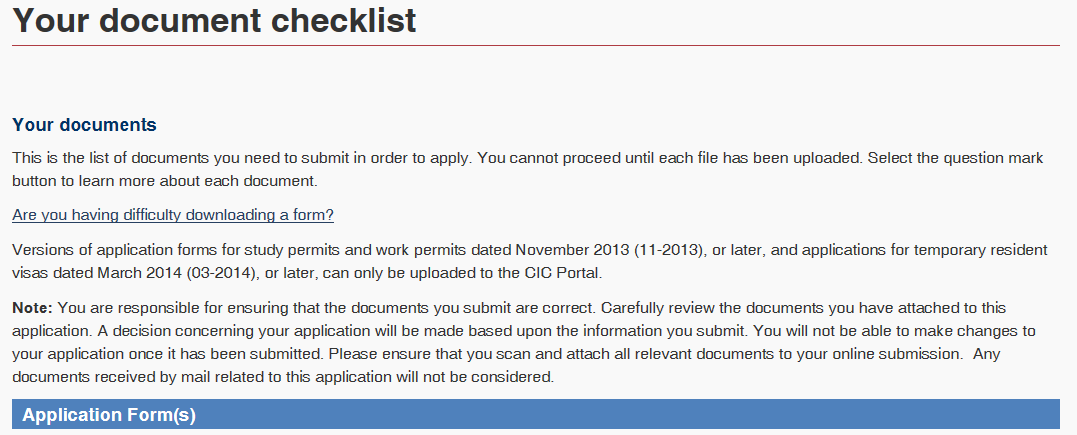 Your document checklist
Your documents
This is the list of documents you need to submit in order to apply. You cannot proceed until each file has been uploaded. Select the question mark
button to learn more about each document.
Are you having difficulty downloading a form?
Versions of application forms for study permits and work permits dated November 2013 (11-2013), or later, and applications for temporary resident
visas dated March 2014 (03-2014), or later, can only be uploaded to the CIC Portal.
Note: You are responsible for ensuring that the documents you submit are correct. Carefully review the documents you have attached to this
application. A decision concerning your application will be made based upon the information you submit. You will not be able to make changes to
your application once it has been submitted. Please ensure that you scan and attach all relevant documents to your online submission.  Any
documents received by mail related to this application will not be considered.
Application Form(s)